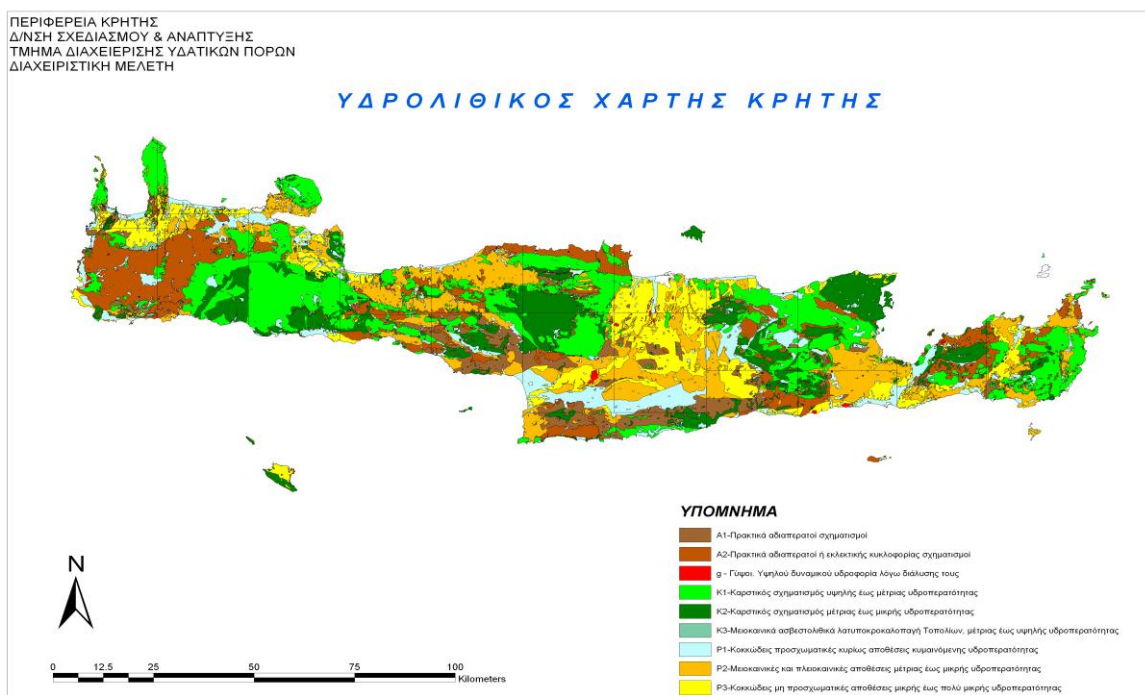 ΠΕΡΙΦΕΡΕΙΑ ΚΡΗΤΗΣ
Δ/ΝΣΗ ΣΧΕΔΙΑΣΜΟΥ & ΑΝΑΠΤΥΞΗΣ
ΤΜΗΜΑ ΔΙΑΧΕΙΕΡΙΣΗΣ ΥΔΑΤΙΚΩΝ ΠΟΡΩΝ
ΔΙΑΧΕΙΡΙΣΤΙΚΗ ΜΕΛΕΤΗ
ΥΔΡΟΛΙΘΙΚΟΣ ΧΑΡΤΗΣ ΚΡΗΤΗΣ
ΥΠΟΜΝΗΜΑ
Α1-Πρακτικά αδιαπερατοί σχηματισμοί
Α2-Πρακτικά αδιαπερατοί ή εκλεκτικής κυκλοφορίας σχηματισμοί
g - Γύψοι. Υψηλού δυναμικού υδροφορία λόγω διάλυσης τους
Κ1-Καρστικός σχηματισμός υψηλής έως μέτριας υδροπερατότητας
Κ2-Καρστικός σχηματισμός μέτριας έως μικρής υδροπερατότητας
Κ3-Μειοκαινικά ασβεστολιθικά λατυποκροκαλοπαγή Τοπολίων, μέτριας έως υψηλής υδροπερατότητας
Ρ1-Κοκκώδεις προσχωματικές κυρίως αποθέσεις κυμαινόμενης υδροπερατότητας
Ρ2-Μειοκαινικές και πλειοκαινικές αποθέσεις μέτριας έως μικρής υδροπερατότητας
Ρ3-Κοκκώδεις μη προσχωματικές αποθέσεις μικρής έως πολύ μικρής υδροπερατότητας
N
0 12.5 25 50 75 100
Kilometers